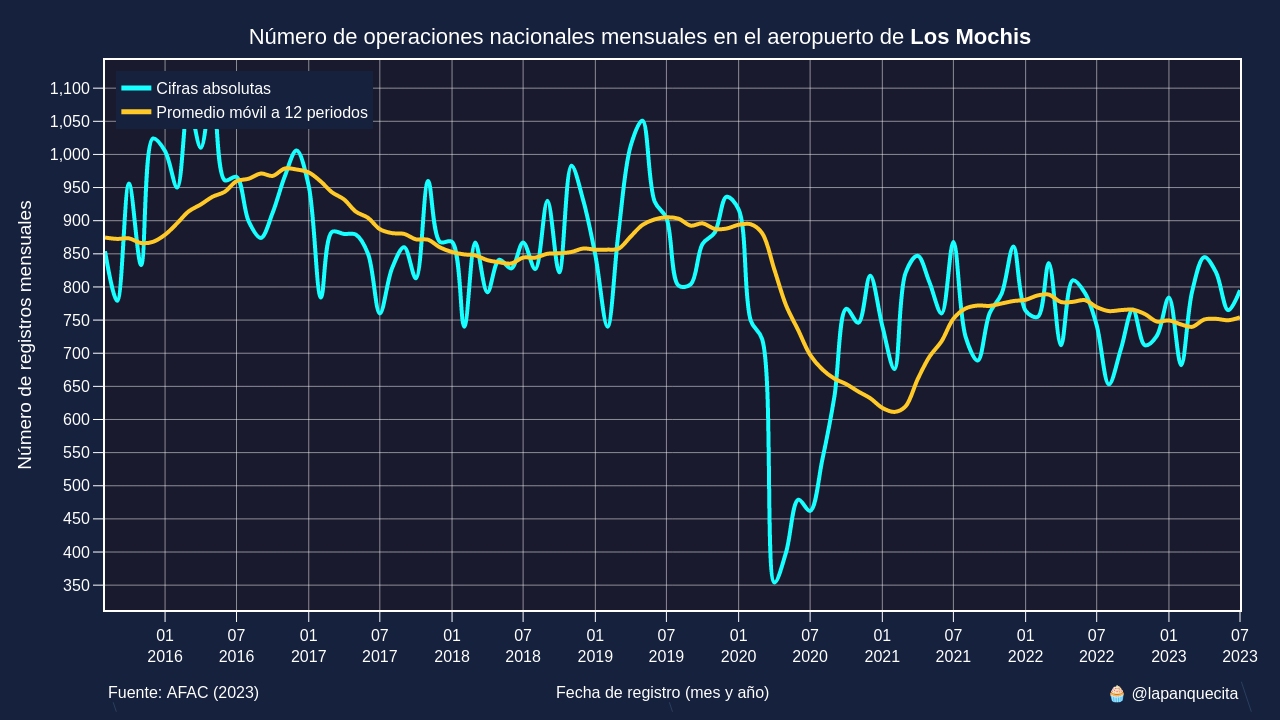 Número de operaciones nacionales mensuales en el aeropuerto de Los Mochis
Cifras absolutas
Promedio móvil a 12 periodos
Número de registros mensuales
1,100
1,050
1,000
950
900
850
800
750
700
650
600
550
500
450
400
350
01 07 01 07 01 07 01 07 01 07 01 07 01 07 01 07
2016 2016 2017 2017 2018 2018 2019 2019 2020 2020 2021 2021 2022 2022 2023 2023
Fuente: AFAC (2023) Fecha de registro (mes y año) 🧁 @lapanquecita